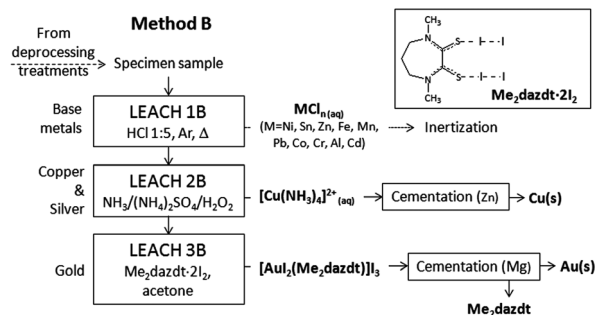 Method B
From
deprocessing
treatments
Specimen sample
CH₃
N
S - I - I
S - I - I
N
CH₃
Me₂dazdt·2I₂
Base
metals
LEACH 1B
HCl 1:5, Ar, Δ
MClₙ₍ₐq₎
(M=Ni, Sn, Zn, Fe, Mn,
Pb, Co, Cr, Al, Cd)
Inertization
Copper
&
Silver
LEACH 2B
NH₃/(NH₄)₂SO₄/H₂O₂
[Cu(NH₃)₄]²⁺(aq)
Cementation (Zn)
Cu(s)
Gold
LEACH 3B
Me₂dazdt·2I₂,
acetone
[AuI₂(Me₂dazdt)]I₃
Cementation (Mg)
Au(s)
Me₂dazdt